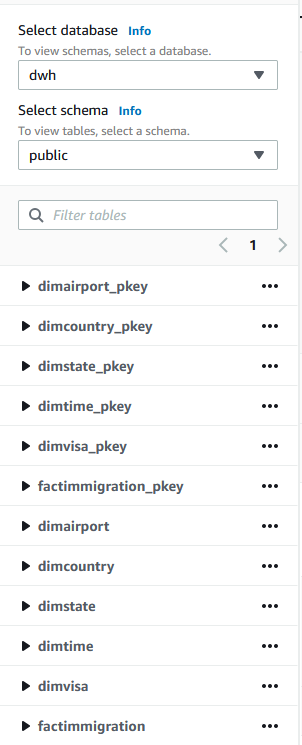 Select database Info
To view schemas, select a database.
dwh
Select schema Info
To view tables, select a schema.
public
Filter tables
1
dimairport_pkey
dimcountry_pkey
dimstate_pkey
dimtime_pkey
dimvisa_pkey
factimmigration_pkey
dimairport
dimcountry
dimstate
dimtime
dimvisa
factimmigration